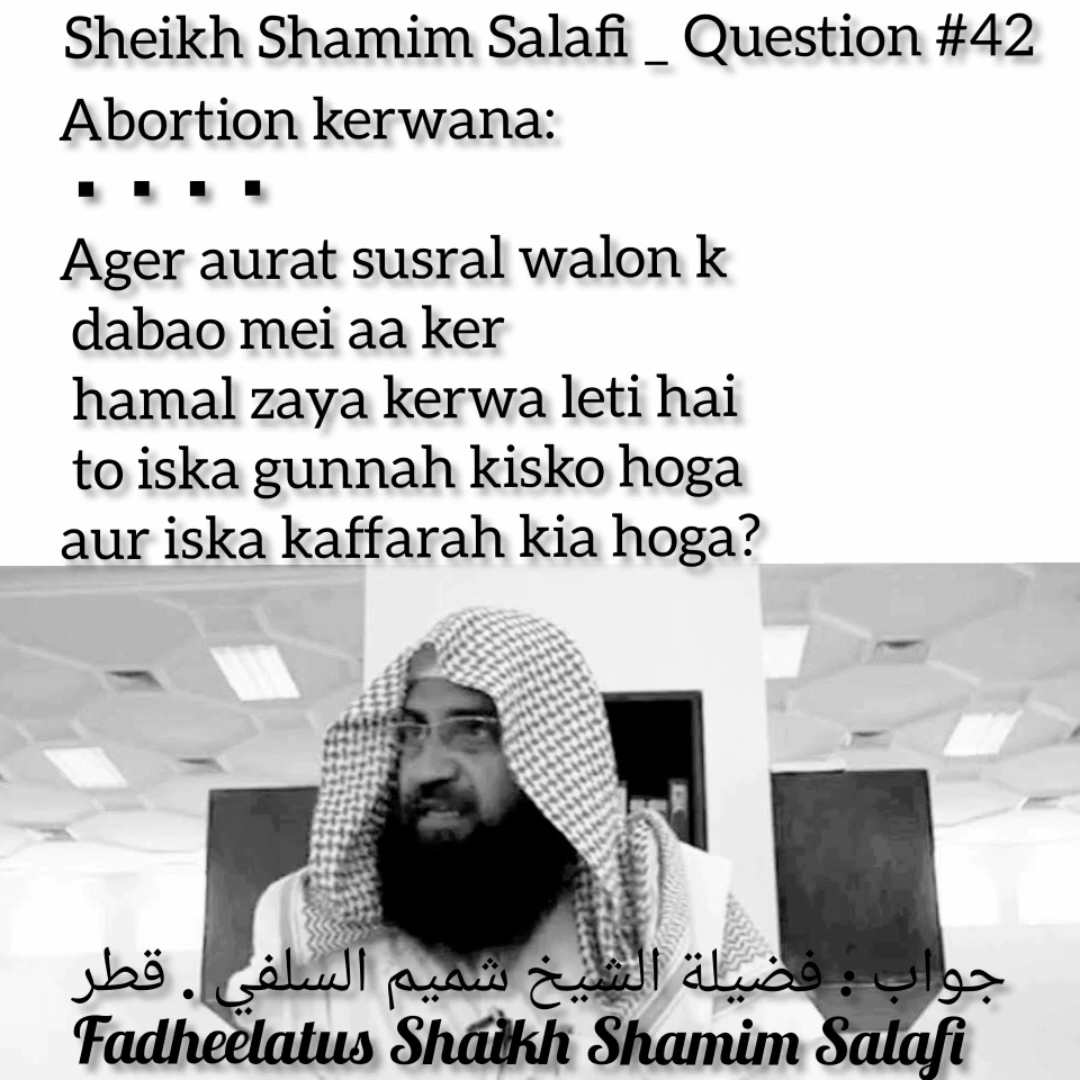 Sheikh Shamim Salafi _ Question #42
Abortion kerwana:
▪ ▪ ▪ ▪
Ager aurat susral walon k
dabao mei aa ker
hamal zaya kerwa leti hai
to iska gunnah kisko hoga
aur iska kaffarah kia hoga?
جواب : فضيلة الشيخ شميم السلفي . قطر
Fadheelatus Shaikh Shamim Salafi